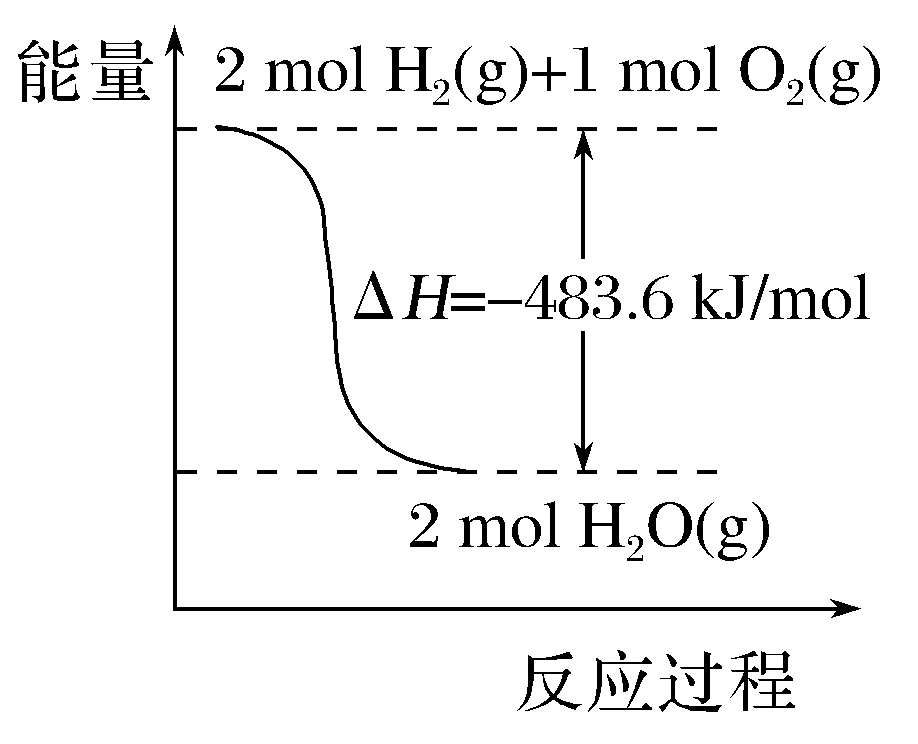 能量
2 mol H₂(g)+1 mol O₂(g)
ΔH=−483.6 kJ/mol
2 mol H₂O(g)
反应过程